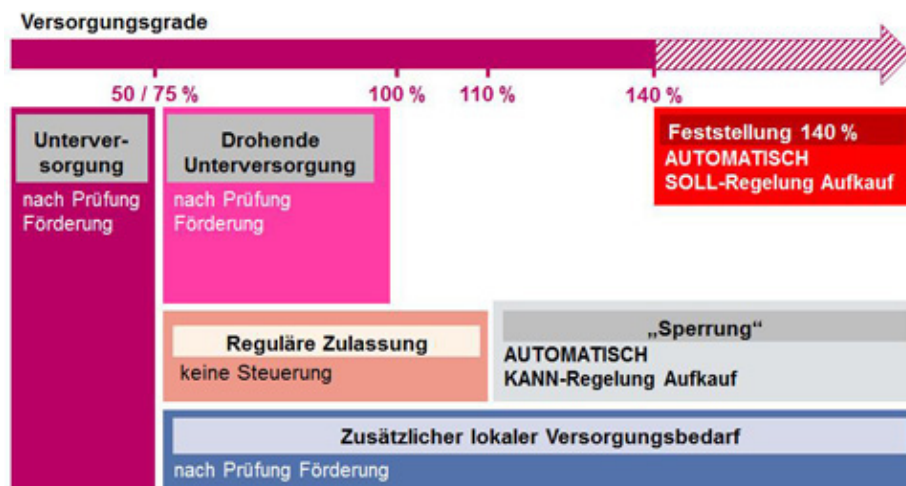 Versorgungsgrade
50 / 75 %
100 %
110 %
140 %
Unterver-
sorgung
nach Prüfung
Förderung
Drohende
Unterversorgung
nach Prüfung
Förderung
Feststellung 140 %
AUTOMATISCH
SOLL-Regelung Aufkauf
Reguläre Zulassung
keine Steuerung
„Sperrung“
AUTOMATISCH
KANN-Regelung Aufkauf
Zusätzlicher lokaler Versorgungsbedarf
nach Prüfung Förderung